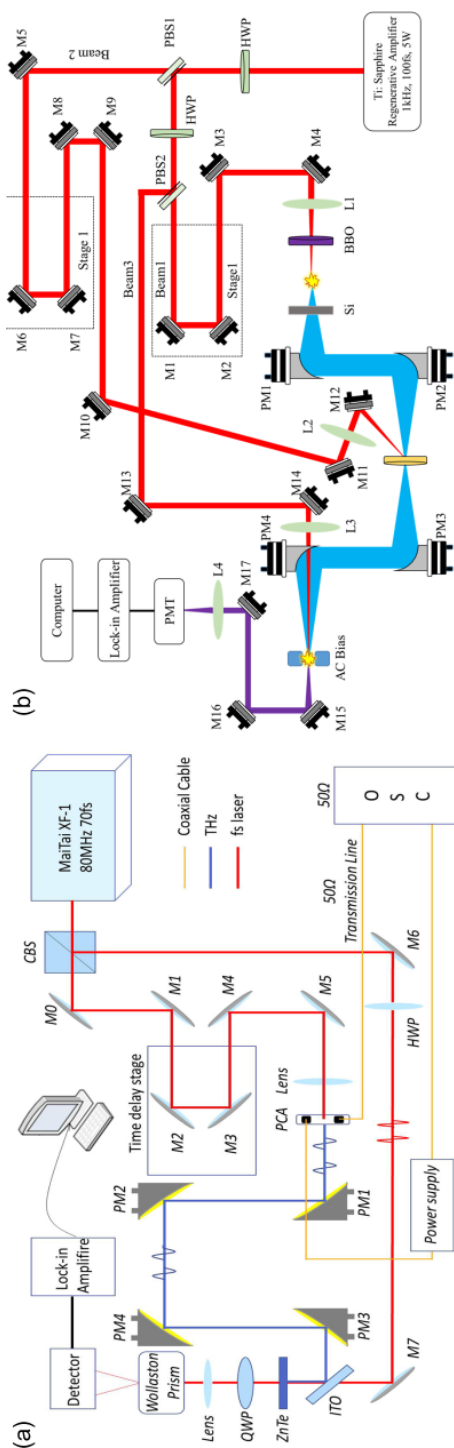 (a)
MaiTai XF-1
80MHz 70fs
CBS
M0
M1
M2
M3
M4
M5
Time delay stage
Lens
PCA
PM1
PM2
PM3
PM4
Lock-in
Amplifire
Detector
Wollaston
Prism
Lens
QWP
ZnTe
ITO
M7
HWP
M6
Power supply
Coaxial Cable
THz
fs laser
50Ω
Transmission Line
50Ω
O S C
(b)
Computer
Lock-in Amplifier
PMT
L4
M17
M16
M15
AC Bias
PM4
L3
M14
M13
PM3
M10
M11
M12
L2
M6
M7
Stage 1
M8
M9
M5
Beam 2
Beam3
Beam1
M1
M2
Stage1
PBS2
HWP
PBS1
HWP
M3
M4
L1
BBO
Si
PM1
PM2
Ti: Sapphire
Regenerative Amplifier
1kHz, 100fs, 5W